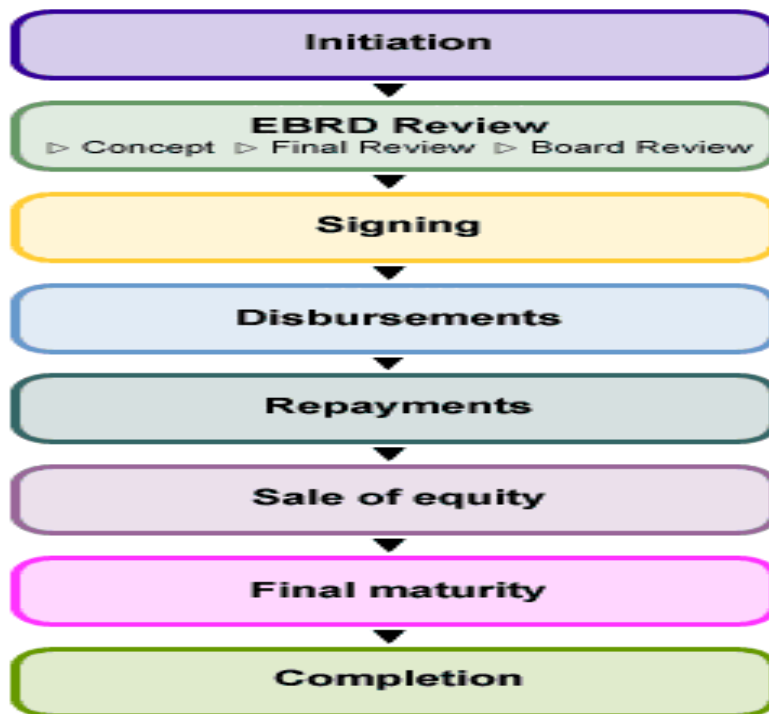 Initiation
EBRD Review
▷ Concept ▷ Final Review ▷ Board Review
Signing
Disbursements
Repayments
Sale of equity
Final maturity
Completion